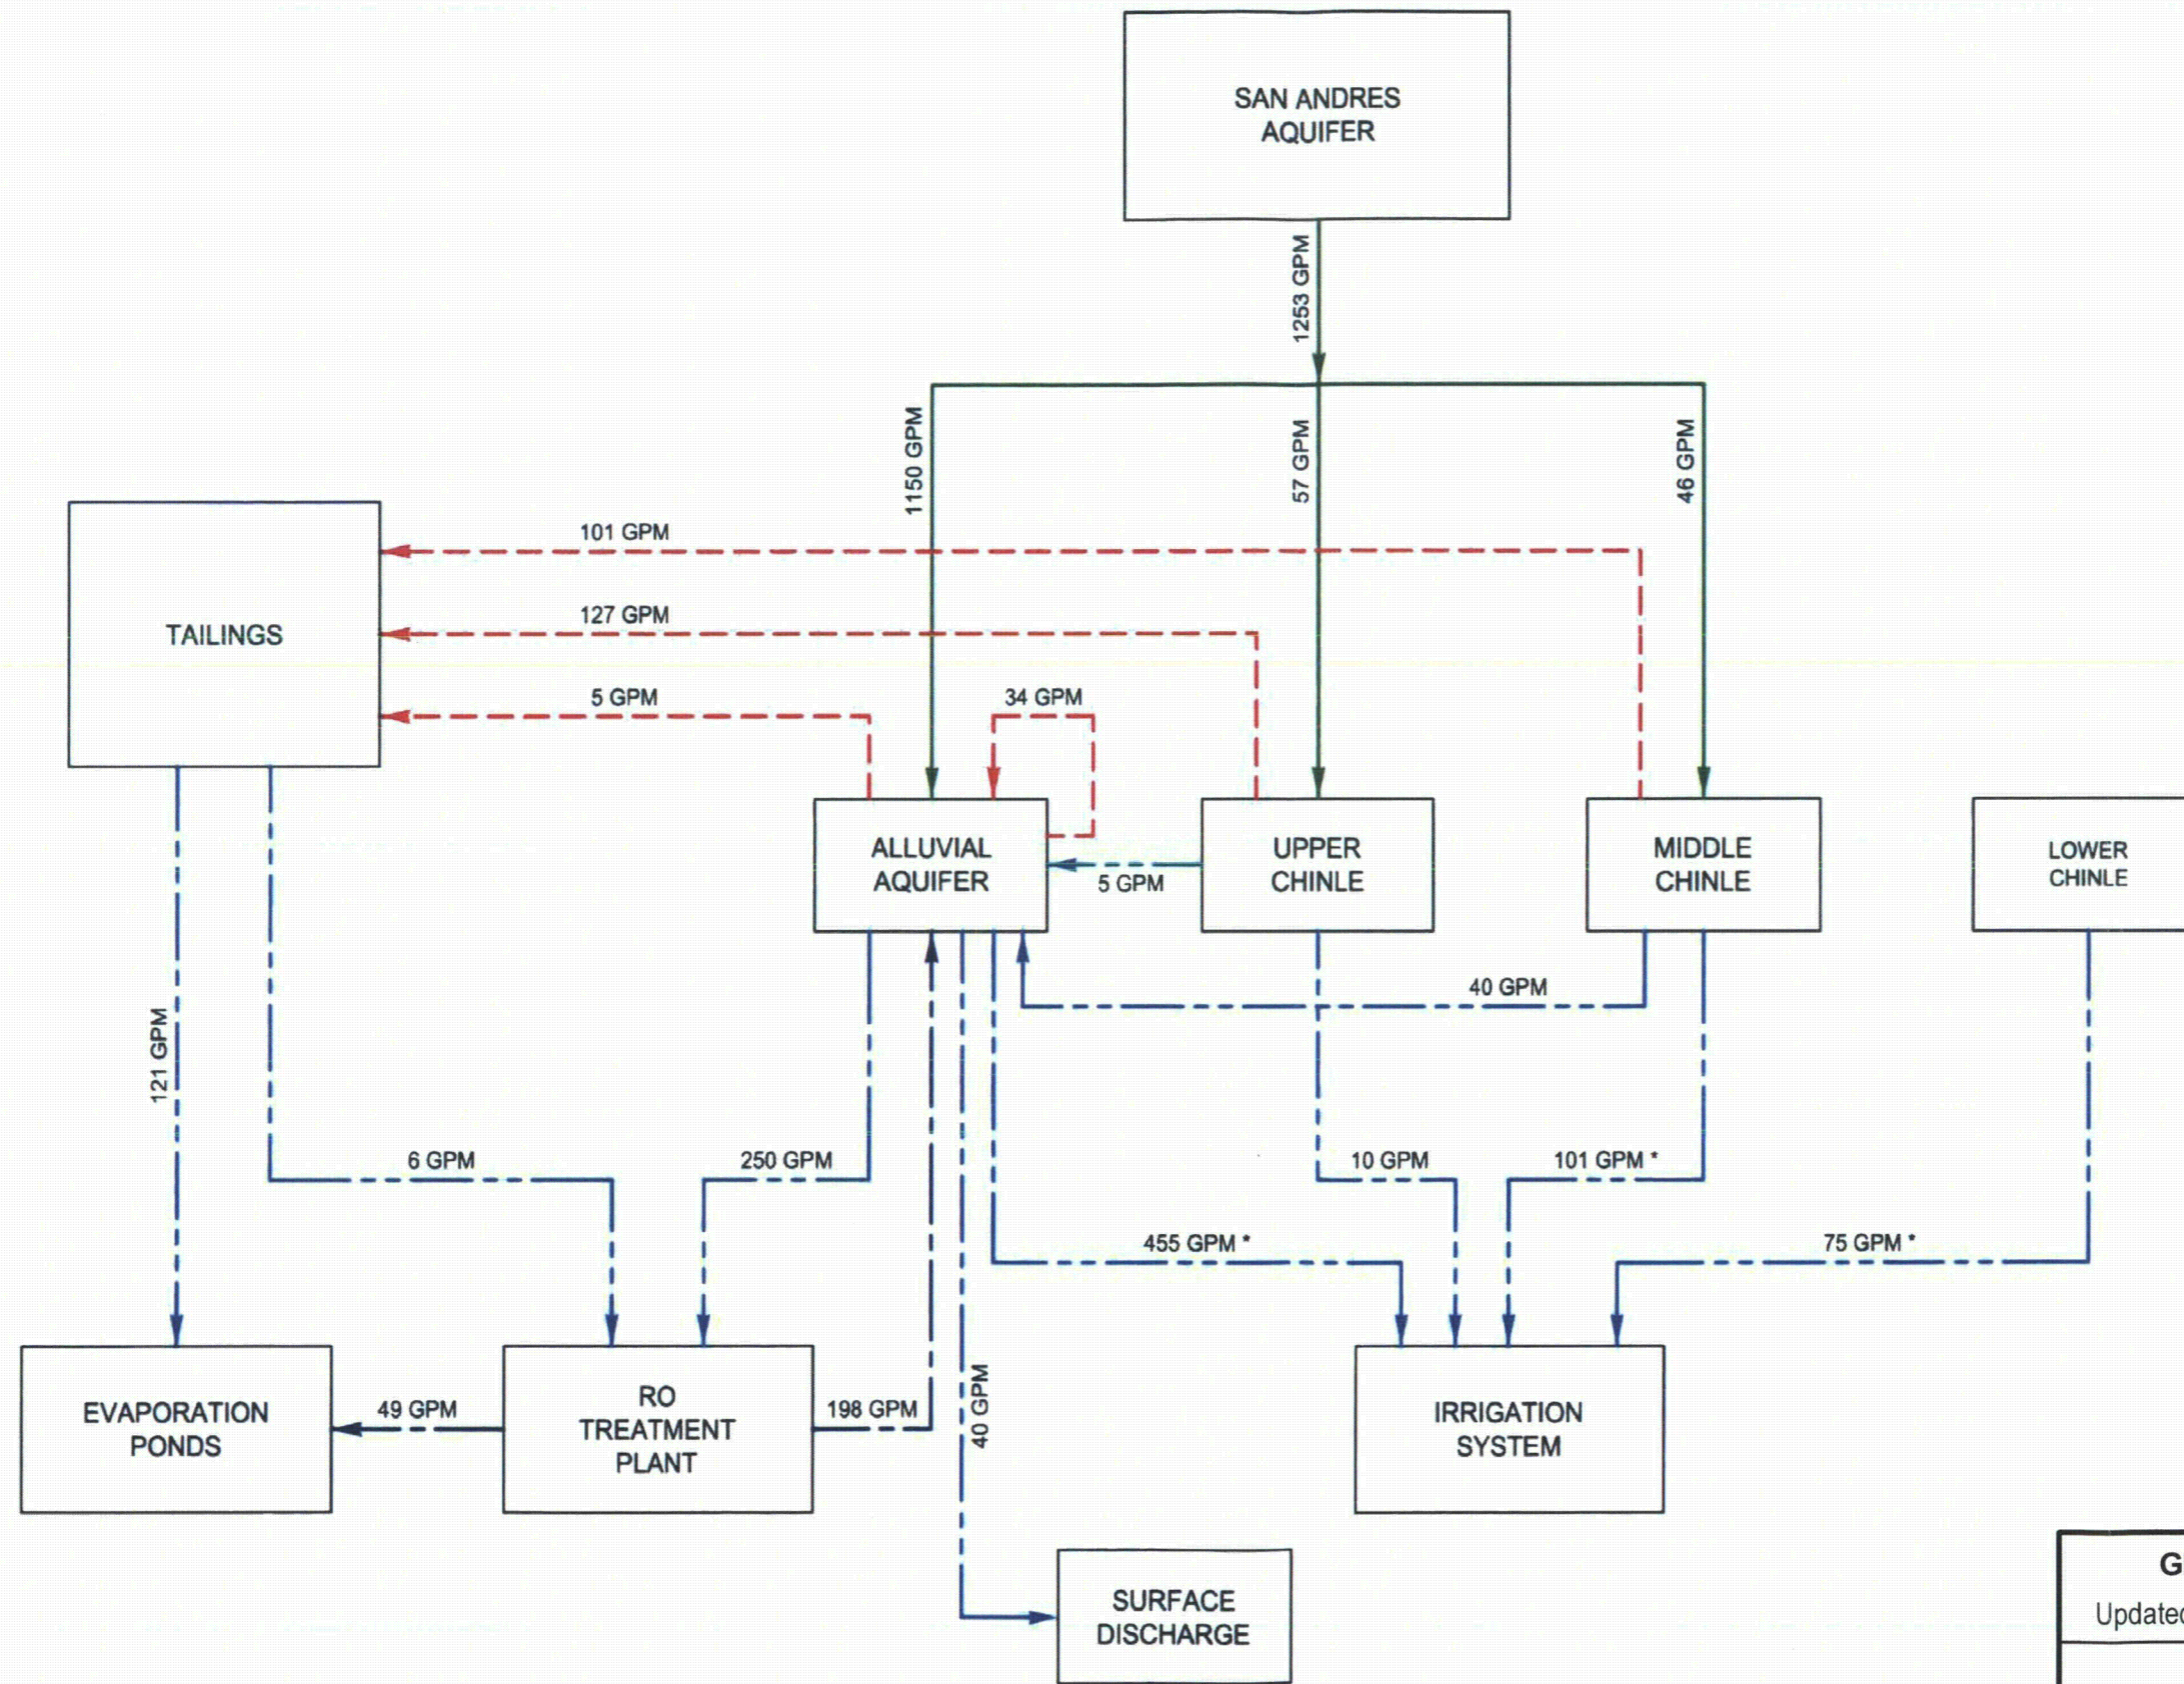 SAN ANDRES
AQUIFER
1253 GPM
1150 GPM
57 GPM
46 GPM
101 GPM
127 GPM
TAILINGS
5 GPM
34 GPM
ALLUVIAL
AQUIFER
5 GPM
UPPER
CHINLE
MIDDLE
CHINLE
LOWER
CHINLE
40 GPM
121 GPM
6 GPM
250 GPM
10 GPM
101 GPM *
455 GPM *
75 GPM *
EVAPORATION
PONDS
49 GPM
RO
TREATMENT
PLANT
198 GPM
40 GPM
IRRIGATION
SYSTEM
SURFACE
DISCHARGE
G
Updated